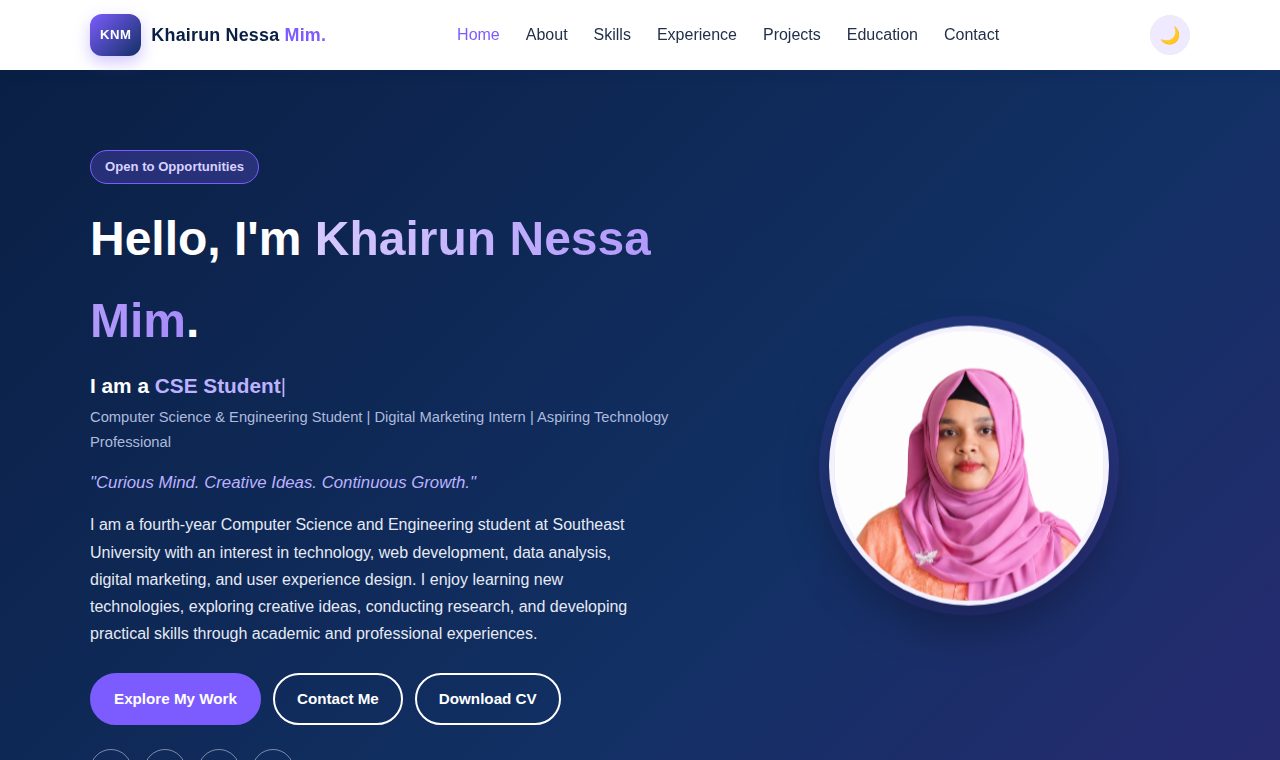 KNM
Khairun Nessa Mim.
Home
About
Skills
Experience
Projects
Education
Contact
Open to Opportunities
Hello, I'm Khairun Nessa
Mim.
I am a CSE Student|
Computer Science & Engineering Student | Digital Marketing Intern | Aspiring Technology
Professional
"Curious Mind. Creative Ideas. Continuous Growth."
I am a fourth-year Computer Science and Engineering student at Southeast
University with an interest in technology, web development, data analysis,
digital marketing, and user experience design. I enjoy learning new
technologies, exploring creative ideas, conducting research, and developing
practical skills through academic and professional experiences.
Explore My Work
Contact Me
Download CV